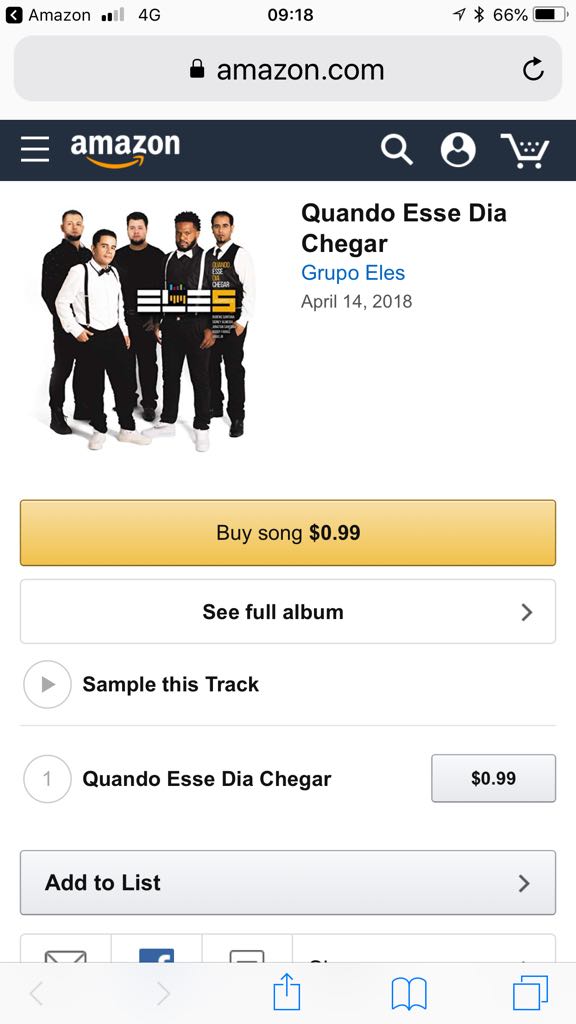 Amazon 4G 09:18 66%
amazon.com
amazon
Quando Esse Dia
Chegar
Grupo Eles
April 14, 2018
QUANDO
ESSE
DIA
CHEGAR
ELES
Buy song $0.99
See full album
Sample this Track
1 Quando Esse Dia Chegar $0.99
Add to List